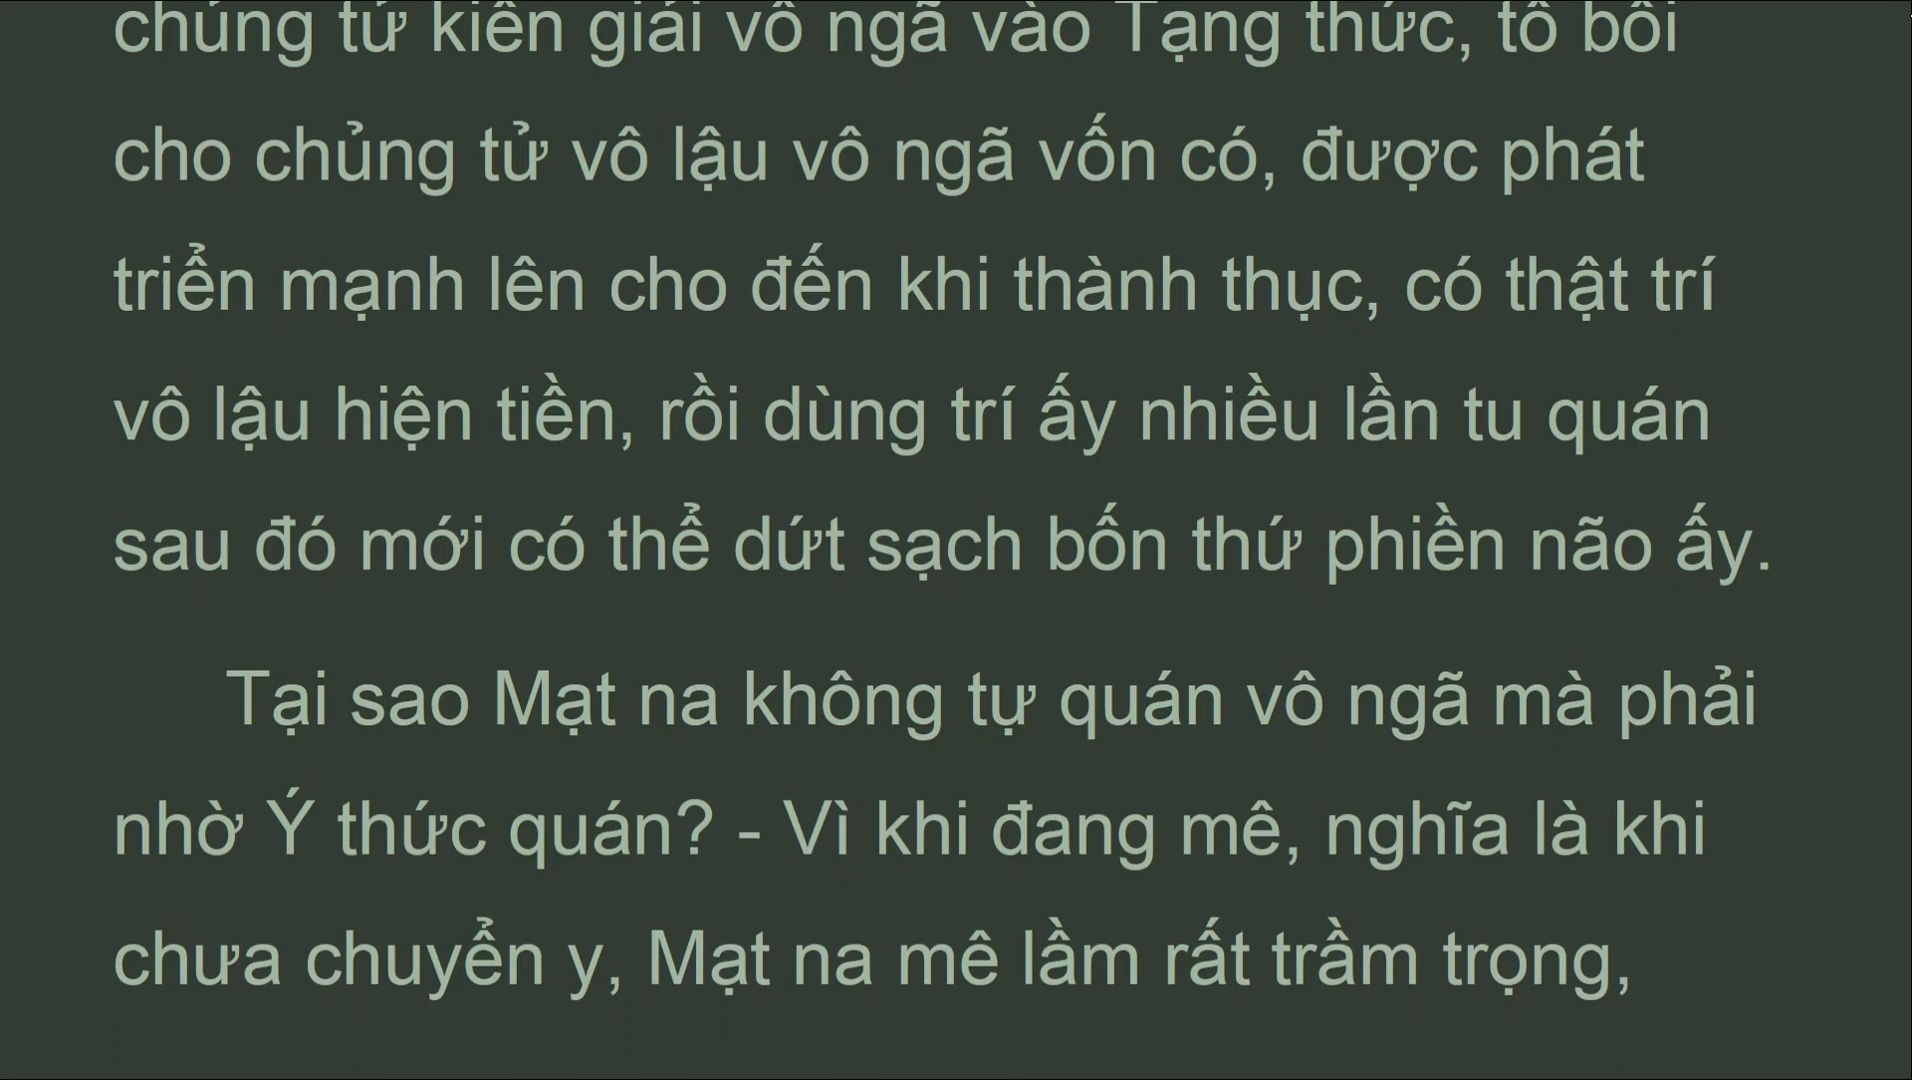 chủng tử kiến giải vô ngã vào Tạng thức, tô bồi
cho chủng tử vô lậu vô ngã vốn có, được phát
triển mạnh lên cho đến khi thành thục, có thật trí
vô lậu hiện tiền, rồi dùng trí ấy nhiều lần tu quán
sau đó mới có thể dứt sạch bốn thứ phiền não ấy.
Tại sao Mạt na không tự quán vô ngã mà phải
nhờ Ý thức quán? - Vì khi đang mê, nghĩa là khi
chưa chuyển y, Mạt na mê lầm rất trầm trọng,